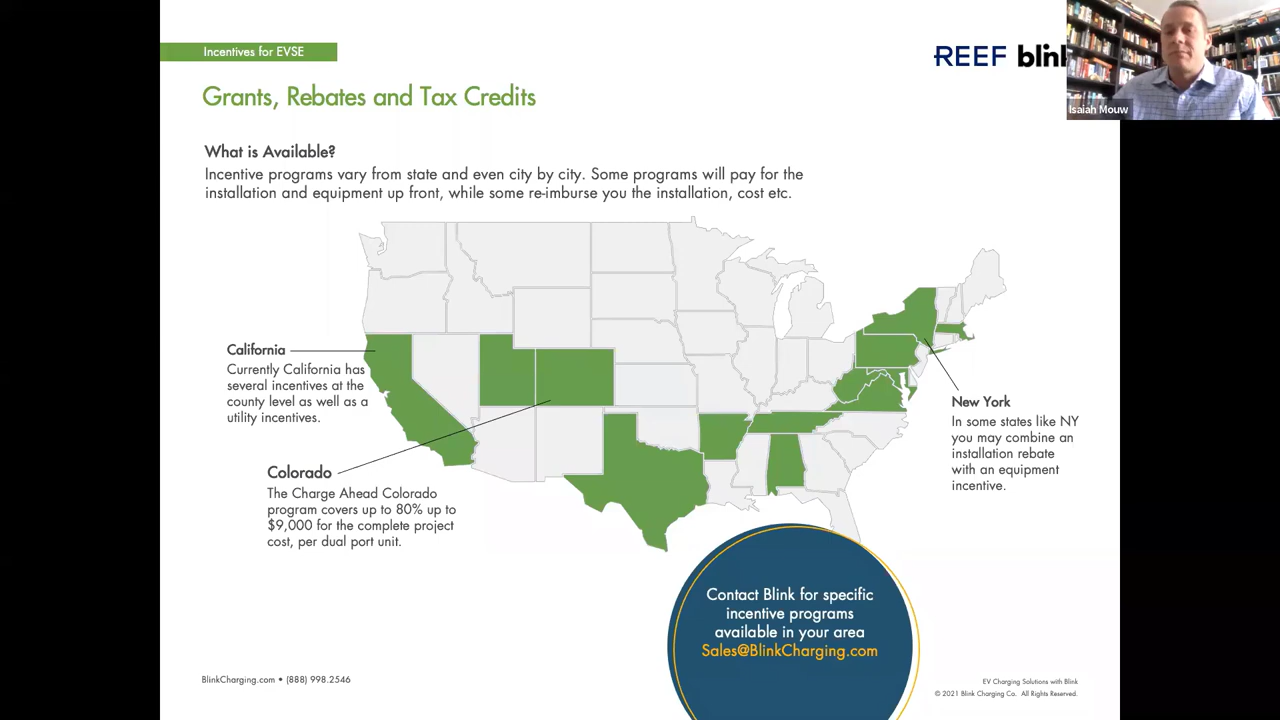 Incentives for EVSE
REEF blin
Isaiah Mouw
Grants, Rebates and Tax Credits
What is Available?
Incentive programs vary from state and even city by city. Some programs will pay for the
installation and equipment up front, while some re-imburse you the installation, cost etc.
California
Currently California has
several incentives at the
county level as well as a
utility incentives.
Colorado
The Charge Ahead Colorado
program covers up to 80% up to
$9,000 for the complete project
cost, per dual port unit.
New York
In some states like NY
you may combine an
installation rebate
with an equipment
incentive.
Contact Blink for specific
incentive programs
available in your area
Sales@BlinkCharging.com
BlinkCharging.com • (888) 998.2546
EV Charging Solutions with Blink
© 2021 Blink Charging Co. All Rights Reserved.